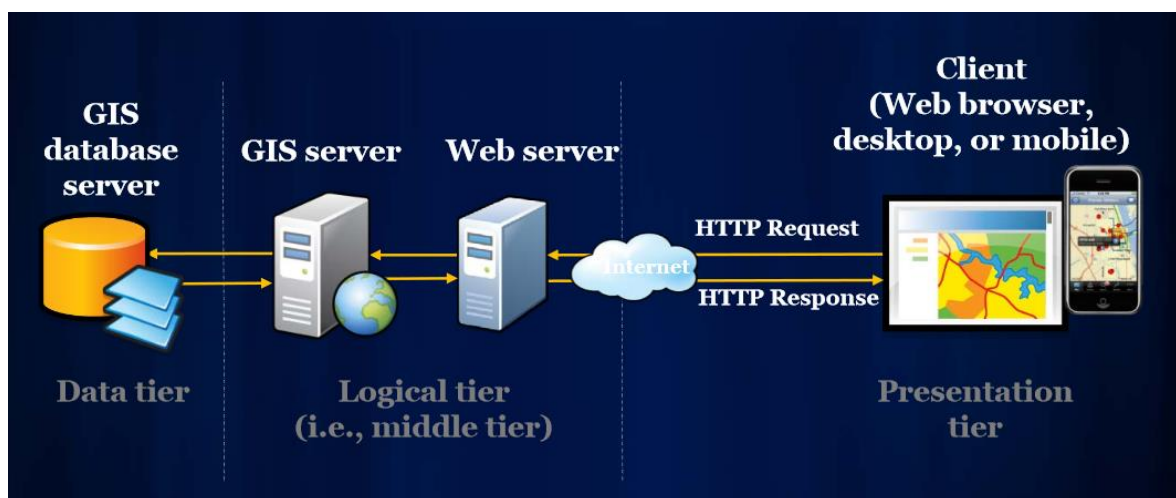 GIS
database
server
GIS server
Web server
Client
(Web browser,
desktop, or mobile)
HTTP Request
Internet
HTTP Response
Data tier
Logical tier
(i.e., middle tier)
Presentation
tier